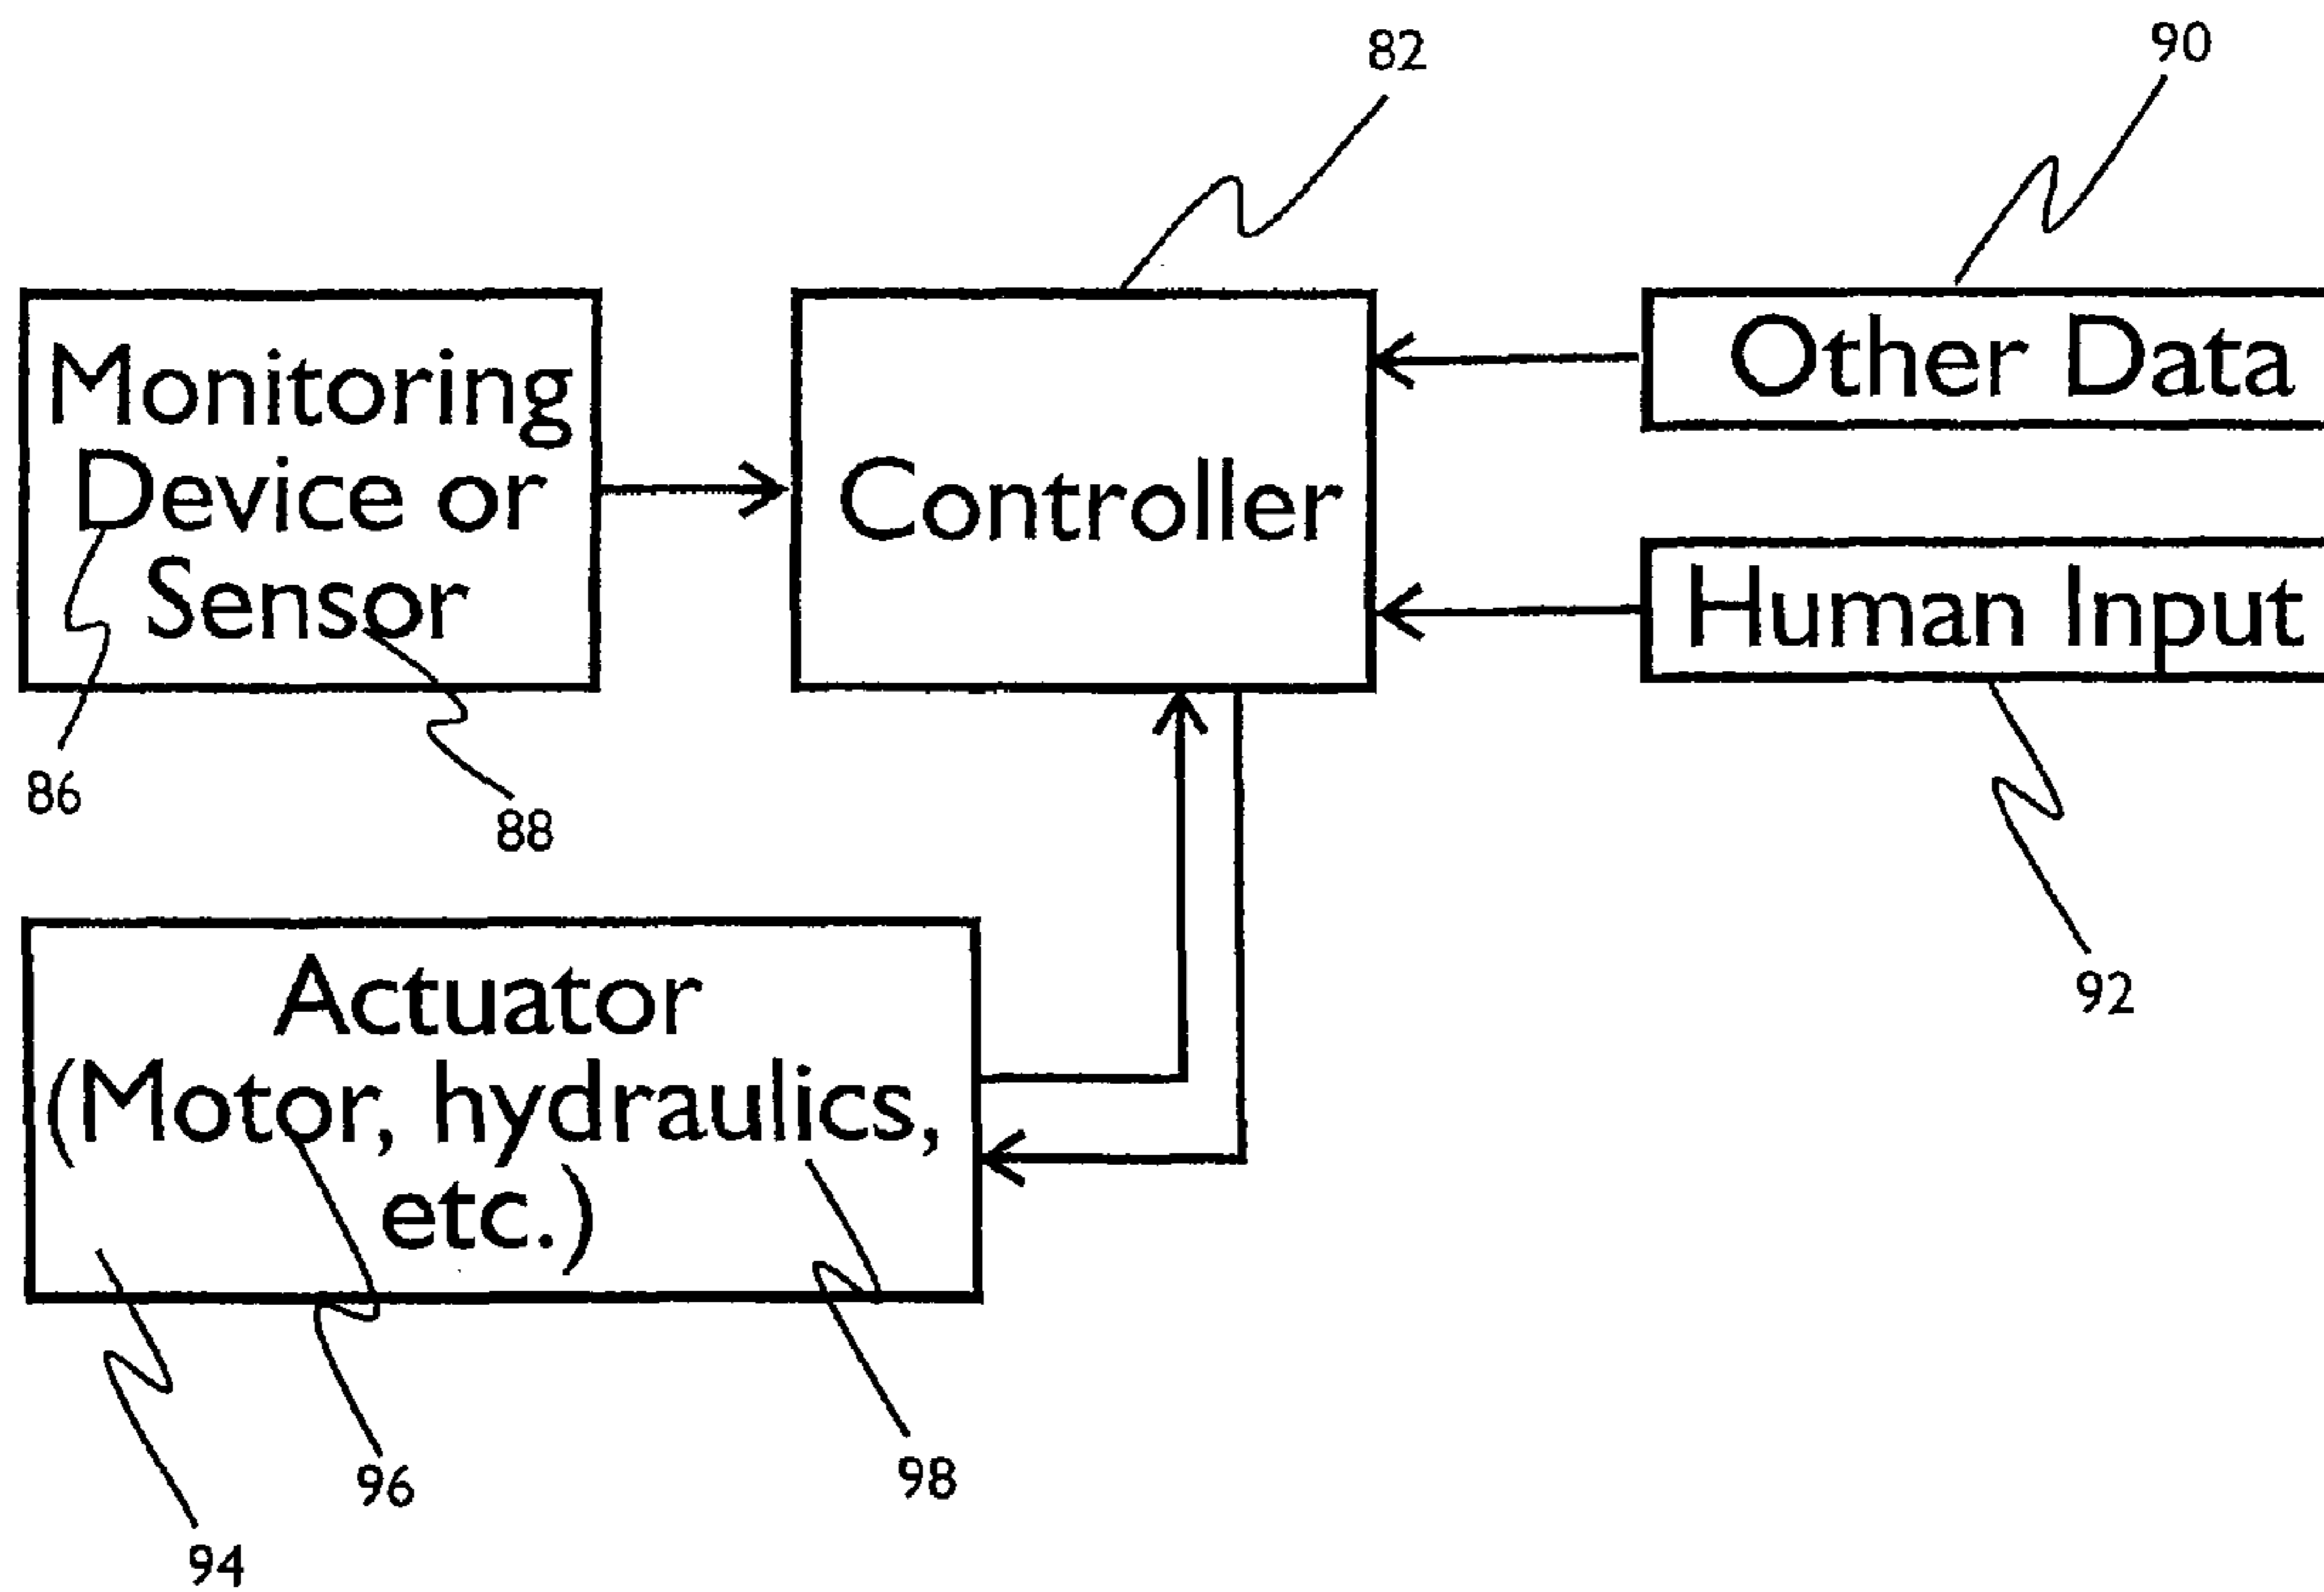 82
90
Monitoring
Device or
Sensor
Controller
Other Data
Human Input
86
88
92
Actuator
(Motor, hydraulics,
etc.)
96
98
94